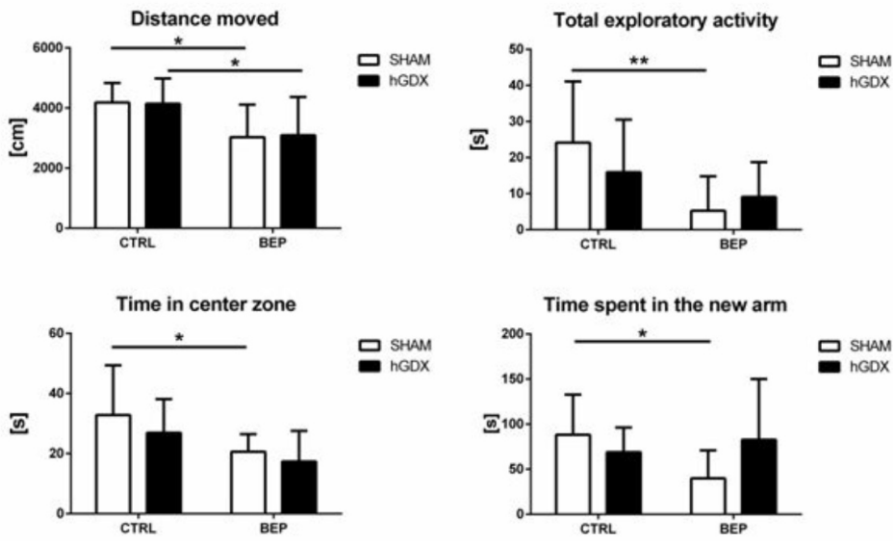 Distance moved
*
*
6000
4000
2000
0
[cm]
CTRL
BEP
SHAM
hGDX
Total exploratory activity
**
50
40
30
20
10
0
[s]
CTRL
BEP
SHAM
hGDX
Time in center zone
*
60
40
20
0
[s]
CTRL
BEP
SHAM
hGDX
Time spent in the new arm
*
200
150
100
50
0
[s]
CTRL
BEP
SHAM
hGDX